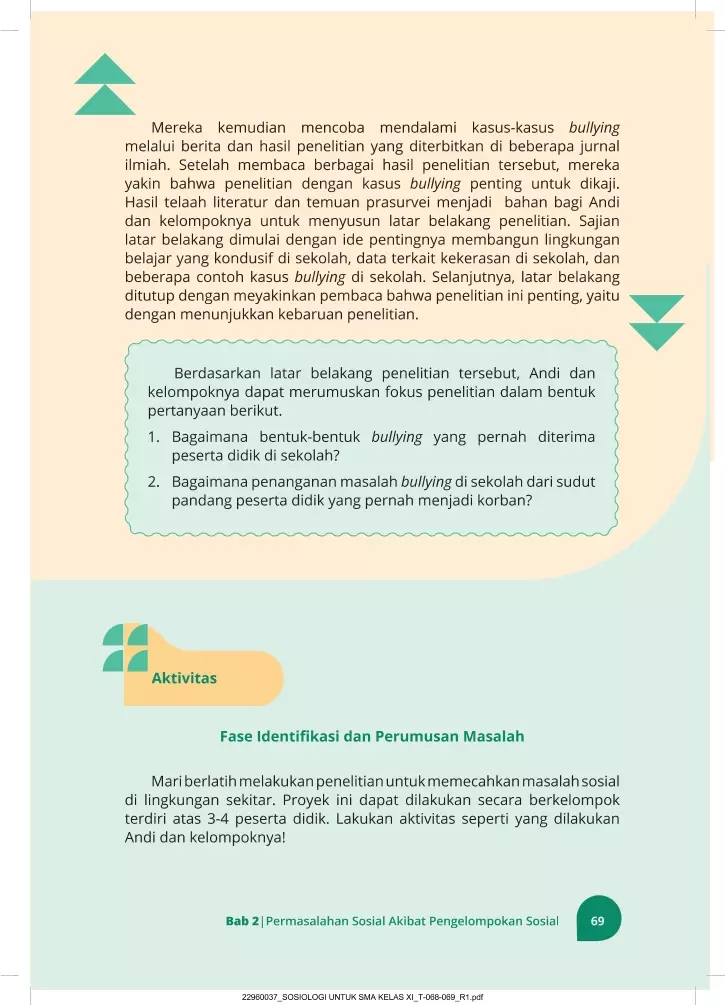 Mereka kemudian mencoba mendalami kasus-kasus bullying
melalui berita dan hasil penelitian yang diterbitkan di beberapa jurnal
ilmiah. Setelah membaca berbagai hasil penelitian tersebut, mereka
yakin bahwa penelitian dengan kasus bullying penting untuk dikaji.
Hasil telaah literatur dan temuan prasurvei menjadi bahan bagi Andi
dan kelompoknya untuk menyusun latar belakang penelitian. Sajian
latar belakang dimulai dengan ide pentingnya membangun lingkungan
belajar yang kondusif di sekolah, data terkait kekerasan di sekolah, dan
beberapa contoh kasus bullying di sekolah. Selanjutnya, latar belakang
ditutup dengan meyakinkan pembaca bahwa penelitian ini penting, yaitu
dengan menunjukkan kebaruan penelitian.
Berdasarkan latar belakang penelitian tersebut, Andi dan
kelompoknya dapat merumuskan fokus penelitian dalam bentuk
pertanyaan berikut.
1. Bagaimana bentuk-bentuk bullying yang pernah diterima
peserta didik di sekolah?
2. Bagaimana penanganan masalah bullying di sekolah dari sudut
pandang peserta didik yang pernah menjadi korban?
Aktivitas
Fase Identifikasi dan Perumusan Masalah
Mari berlatih melakukan penelitian untuk memecahkan masalah sosial
di lingkungan sekitar. Proyek ini dapat dilakukan secara berkelompok
terdiri atas 3-4 peserta didik. Lakukan aktivitas seperti yang dilakukan
Andi dan kelompoknya!
Bab 2|Permasalahan Sosial Akibat Pengelompokan Sosial 69
22960037_SOSIOLOGI UNTUK SMA KELAS XI_T-068-069_R1.pdf